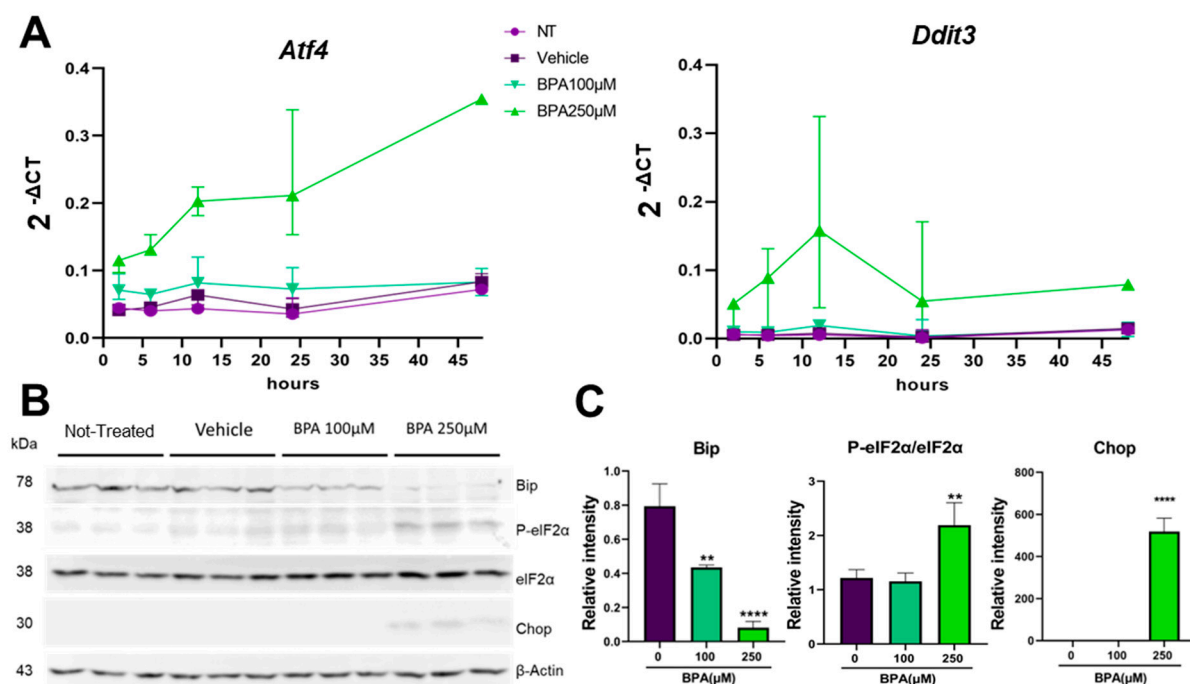 A
Atf4
NT
Vehicle
BPA100μM
BPA250μM
Ddit3
2 -ΔCT
0.4
0.3
0.2
0.1
0.0
0 5 10 15 20 25 30 35 40 45
hours
2 -ΔCT
0.4
0.3
0.2
0.1
0.0
0 5 10 15 20 25 30 35 40 45
hours
B
kDa
Not-Treated Vehicle BPA 100μM BPA 250μM
78 Bip
38 P-eIF2α
38 eIF2α
30 Chop
43 β-Actin
C
Bip
Relative intensity
1.0
0.8
0.6
0.4
0.2
0.0
**
****
0 100 250
BPA(μM)
P-eIF2α/eIF2α
Relative intensity
3
2
1
0
**
0 100 250
BPA(μM)
Chop
Relative intensity
800
600
400
200
0
****
0 100 250
BPA(μM)